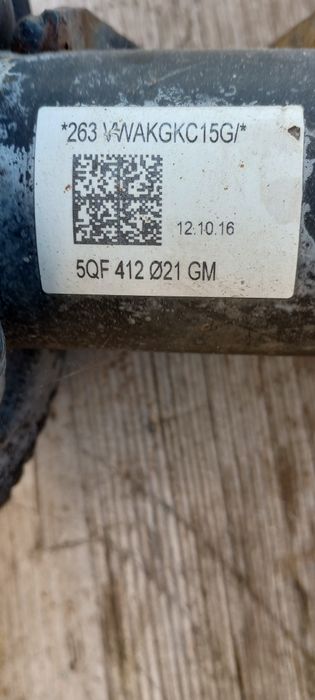 *263 VWAKGKC15G/*
12.10.16
5QF 412 Ø21 GM